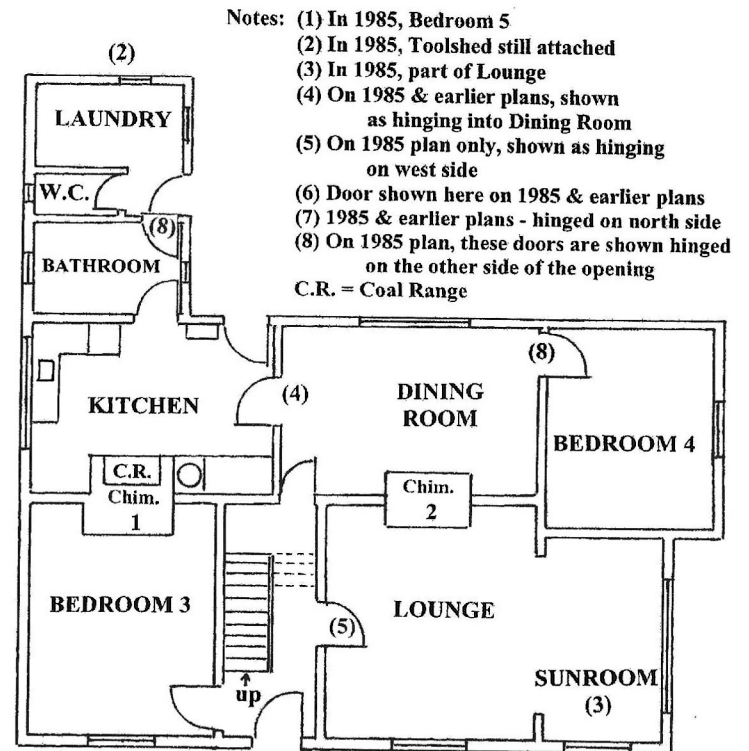 Notes: (1) In 1985, Bedroom 5
(2) In 1985, Toolshed still attached
(3) In 1985, part of Lounge
(4) On 1985 & earlier plans, shown
as hinging into Dining Room
(5) On 1985 plan only, shown as hinging
on west side
(6) Door shown here on 1985 & earlier plans
(7) 1985 & earlier plans - hinged on north side
(8) On 1985 plan, these doors are shown hinged
on the other side of the opening
C.R. = Coal Range
(2)
LAUNDRY
W.C.
(8)
BATHROOM
KITCHEN
(4)
DINING
ROOM
(8)
BEDROOM 4
C.R.
Chim.
1
Chim.
2
BEDROOM 3
LOUNGE
(5)
up
SUNROOM
(3)